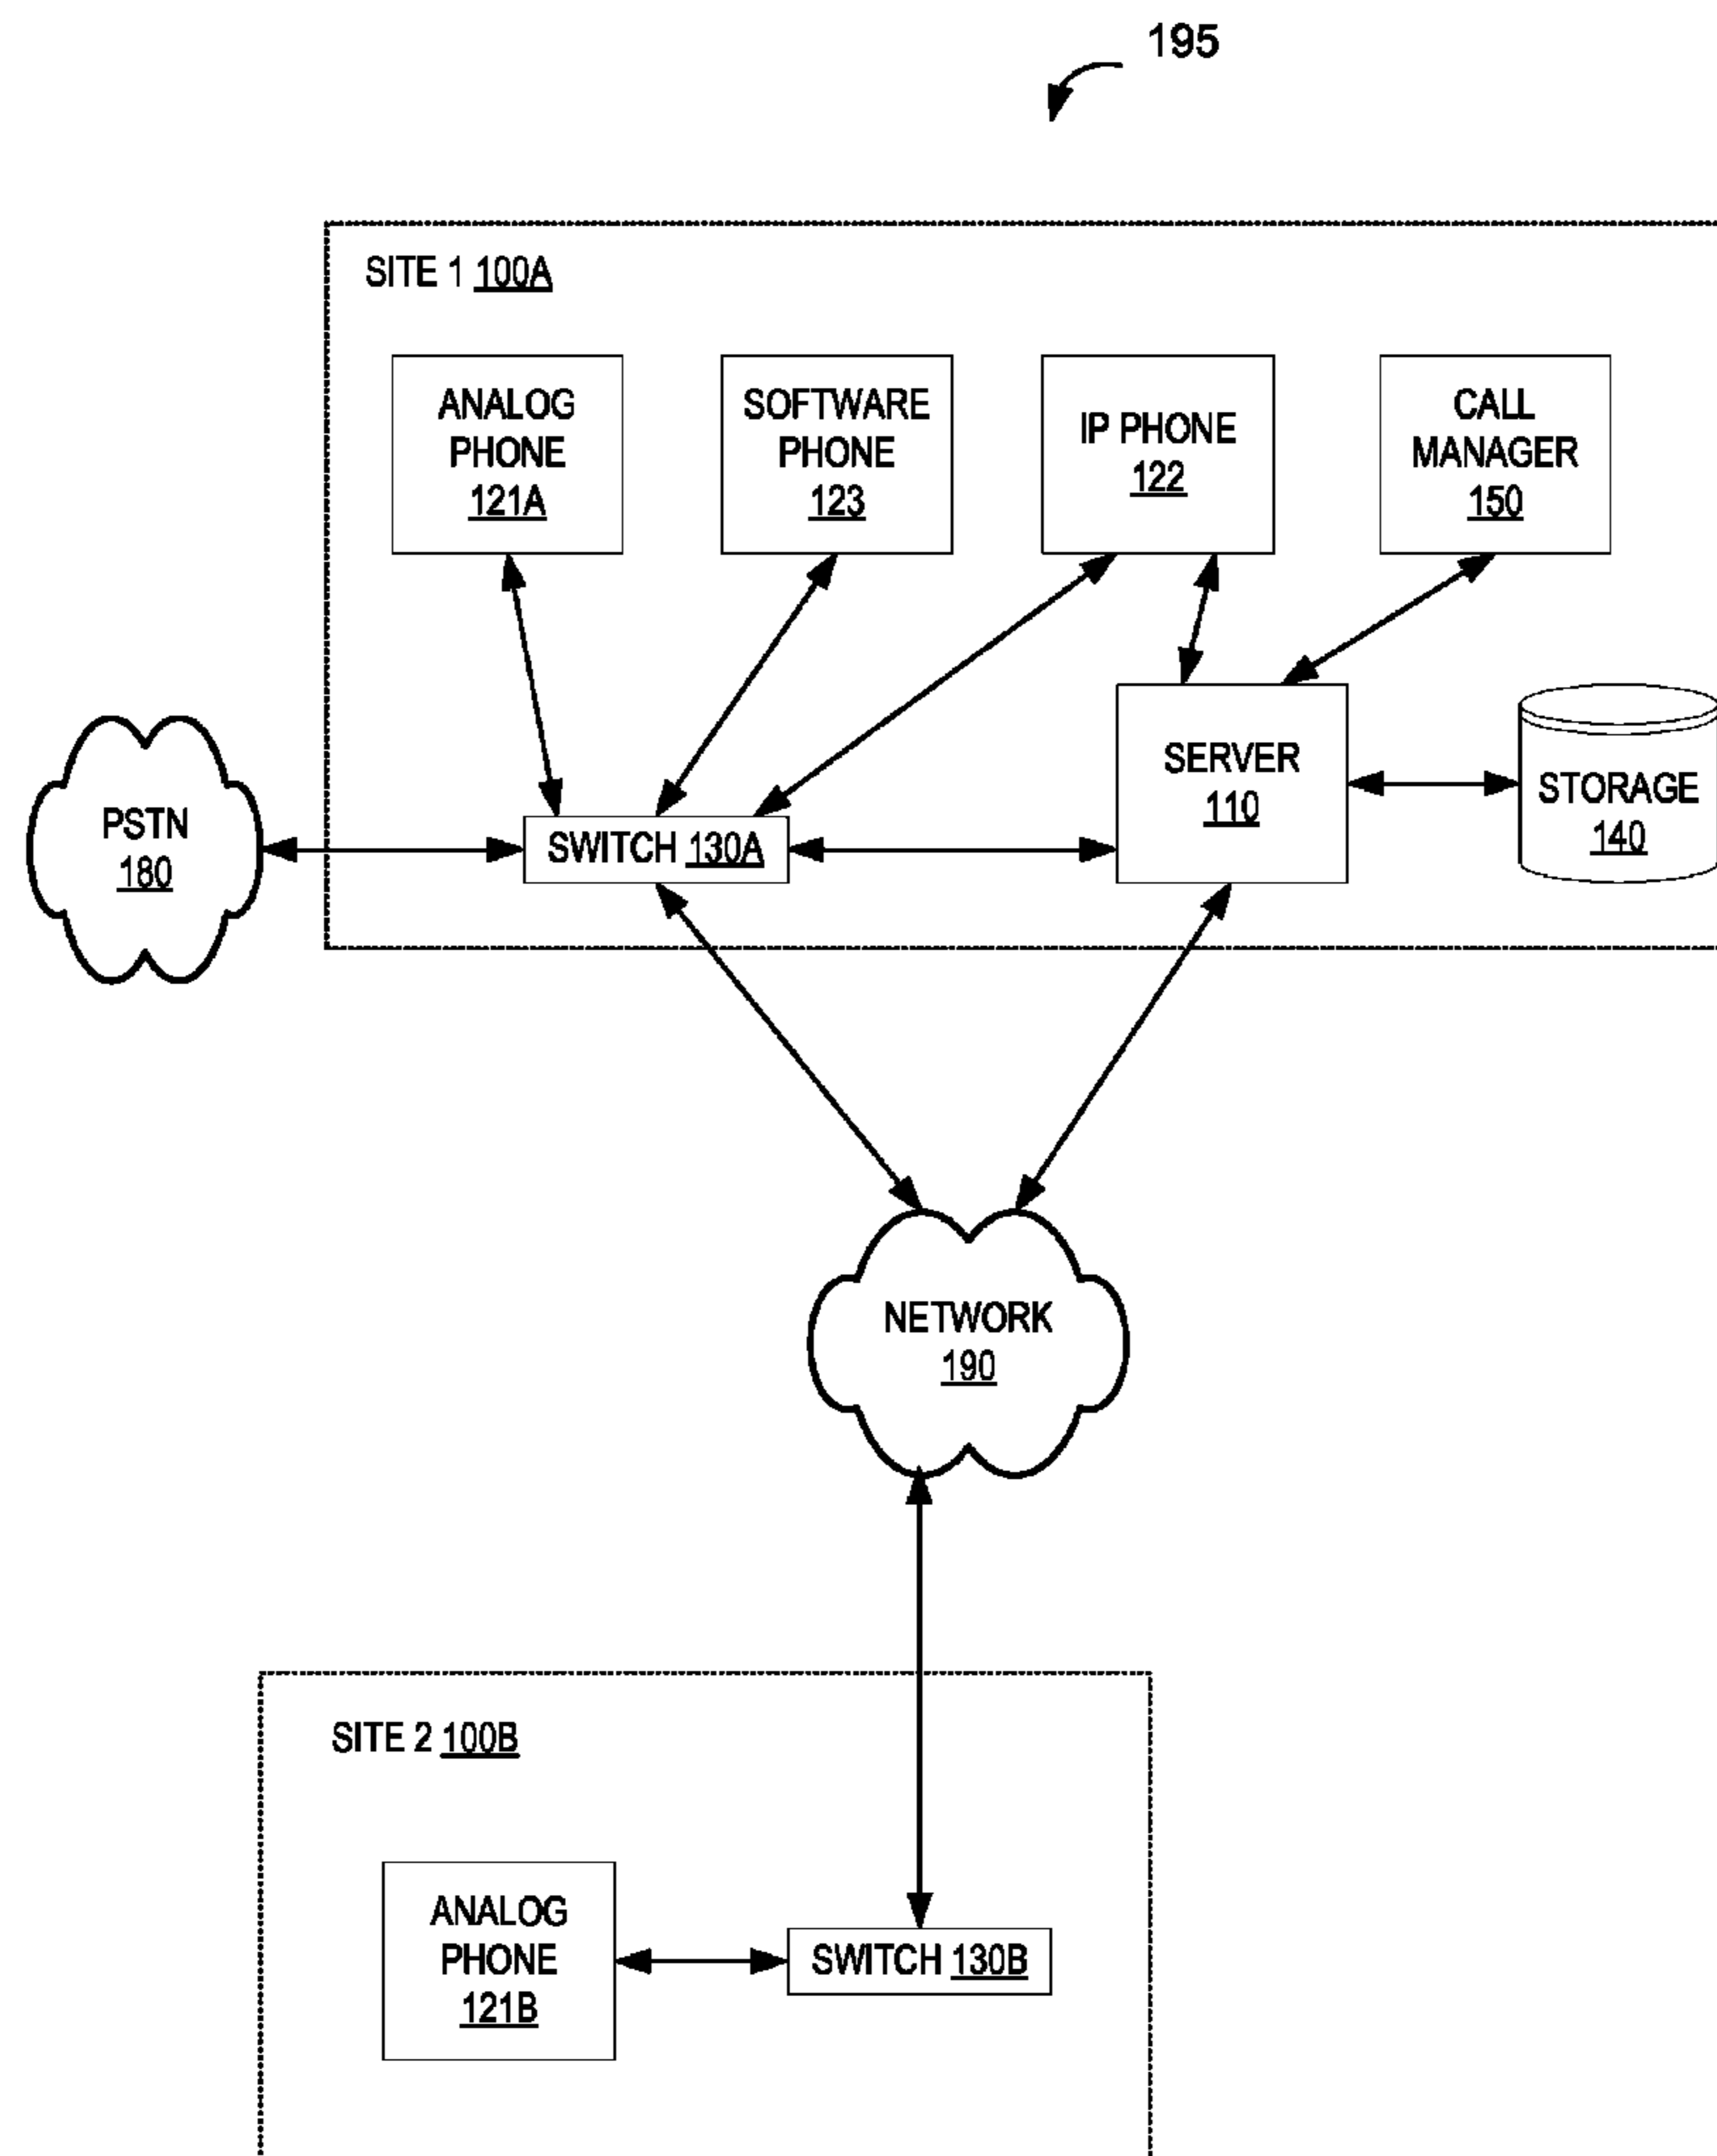 195
SITE 1 100A
ANALOG
PHONE
121A
SOFTWARE
PHONE
123
IP PHONE
122
CALL
MANAGER
150
SERVER
110
STORAGE
140
PSTN
180
SWITCH 130A
NETWORK
190
SITE 2 100B
ANALOG
PHONE
121B
SWITCH 130B